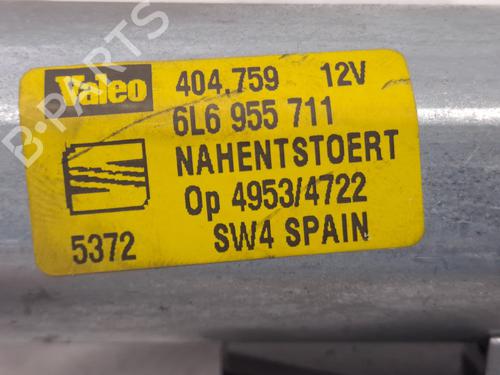 Valeo 404.759 12V
6L6 955 711
NAHENTSTOERT
Op 4953/4722
5372 SW4 SPAIN
B-PARTS